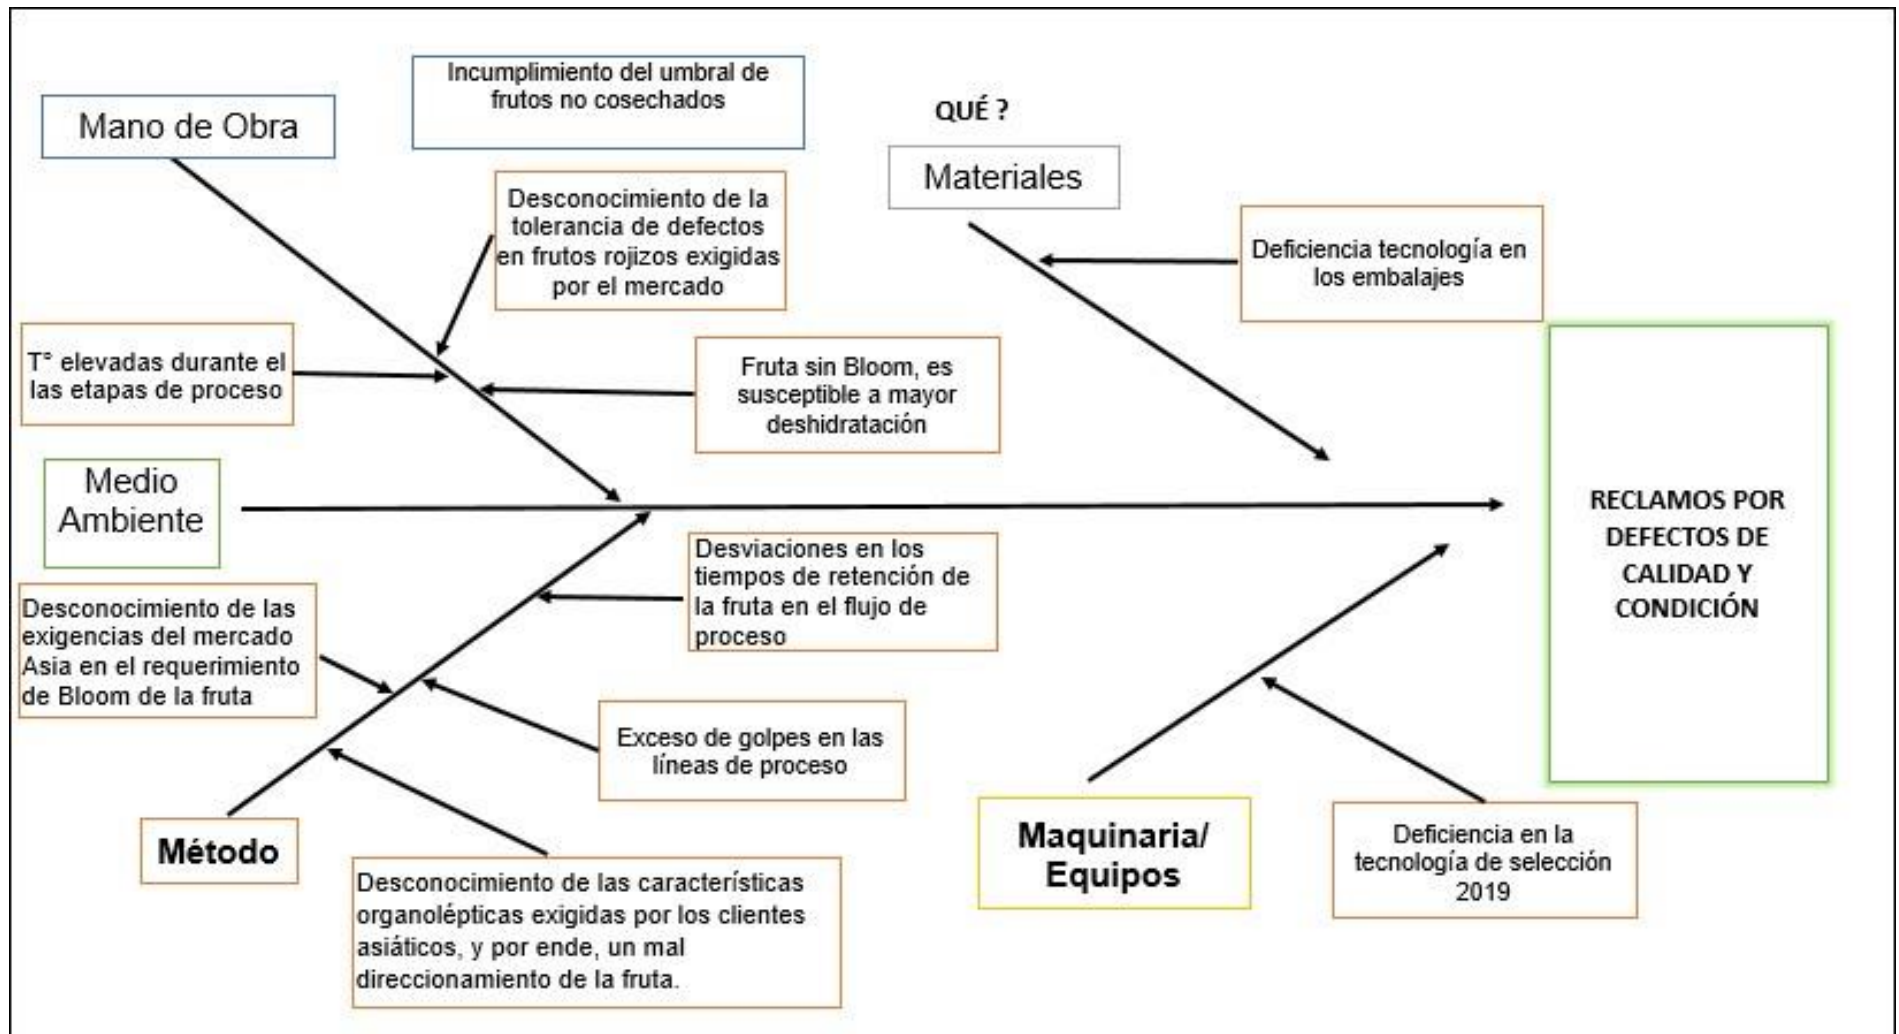 Incumplimiento del umbral de
frutos no cosechados
Mano de Obra
QUÉ ?
Materiales
Desconocimiento de la
tolerancia de defectos
en frutos rojizos exigidas
por el mercado
Deficiencia tecnología en
los embalajes
T° elevadas durante el
las etapas de proceso
Fruta sin Bloom, es
susceptible a mayor
deshidratación
Medio
Ambiente
RECLAMOS POR
DEFECTOS DE
CALIDAD Y
CONDICIÓN
Desviaciones en los
tiempos de retención de
la fruta en el flujo de
proceso
Desconocimiento de las
exigencias del mercado
Asia en el requerimiento
de Bloom de la fruta
Exceso de golpes en las
líneas de proceso
Método
Maquinaria/
Equipos
Deficiencia en la
tecnología de selección
2019
Desconocimiento de las características
organolépticas exigidas por los clientes
asiáticos, y por ende, un mal
direccionamiento de la fruta.